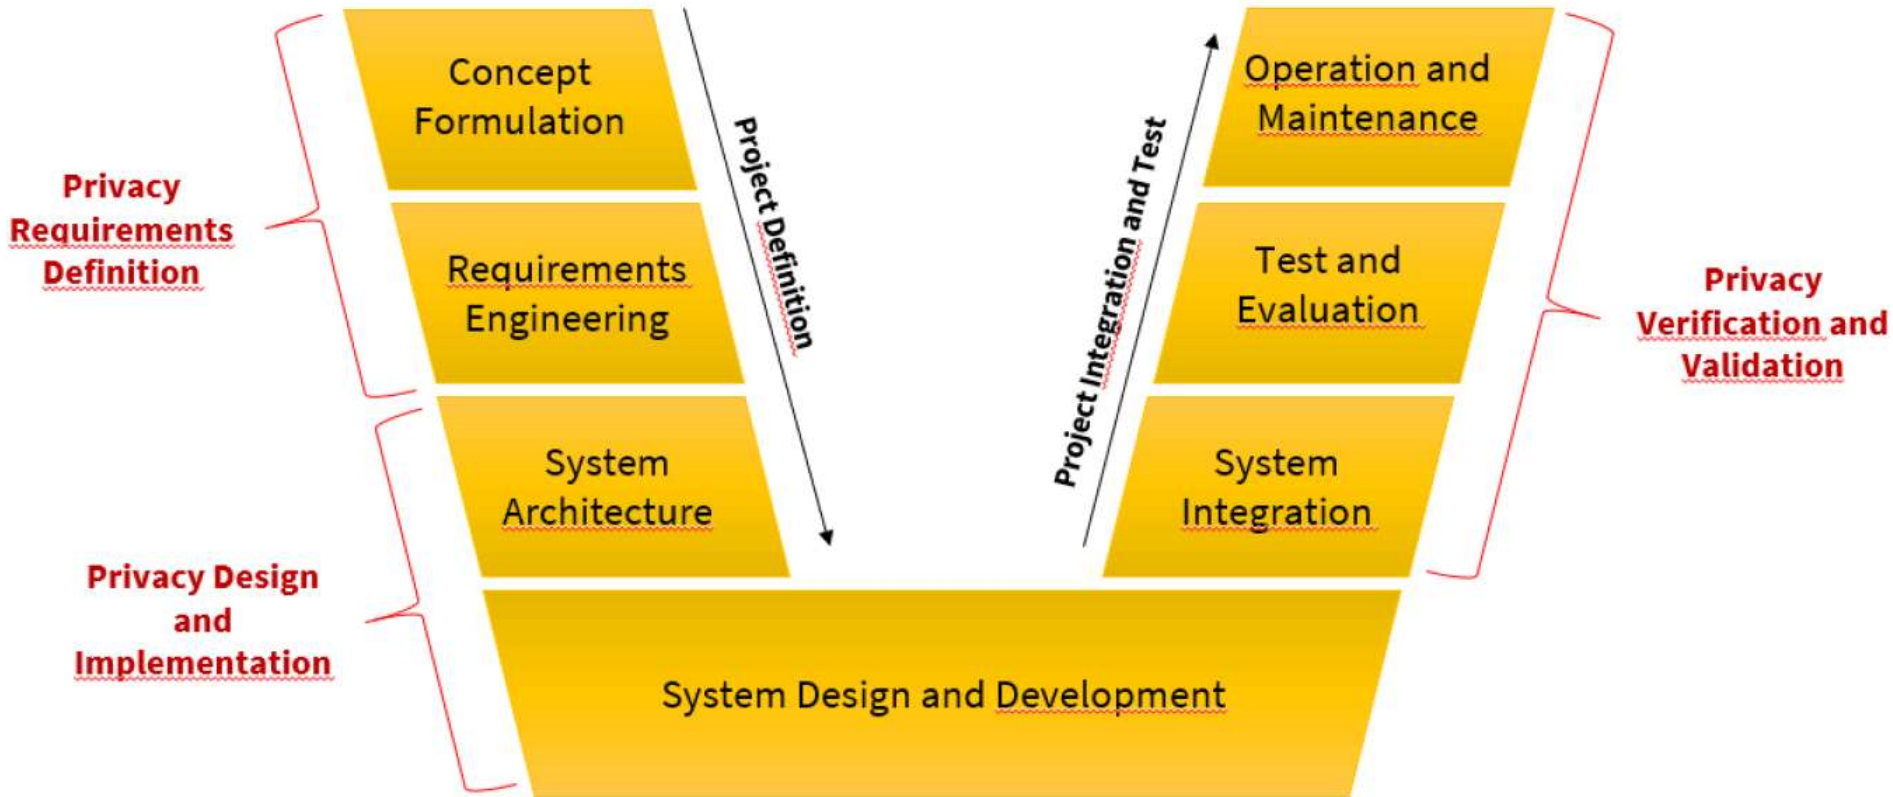 Concept
Formulation
Requirements
Engineering
System
Architecture
System Design and Development
System
Integration
Test and
Evaluation
Operation and
Maintenance
Project Definition
Project Integration and Test
Privacy
Requirements
Definition
Privacy Design
and
Implementation
Privacy
Verification and
Validation